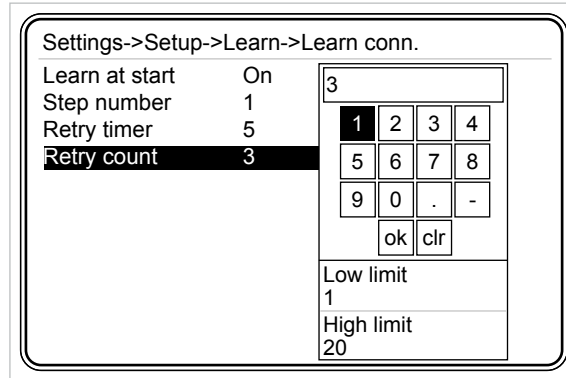 Settings->Setup->Learn->Learn conn.
Learn at start On
Step number 1
Retry timer 5
Retry count 3
3
1 2 3 4
5 6 7 8
9 0 . -
ok clr
Low limit
1
High limit
20